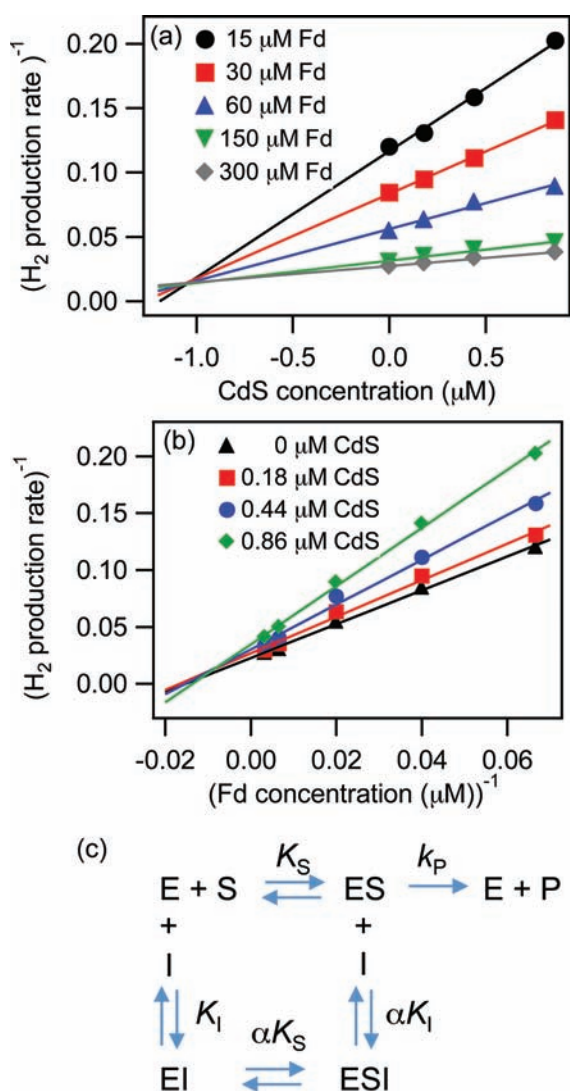 (a)
15 μM Fd
30 μM Fd
60 μM Fd
150 μM Fd
300 μM Fd
0.20
0.15
0.10
0.05
0.00
(H2 production rate )-1
-1.0 -0.5 0.0 0.5
CdS concentration (μM)
(b)
0 μM CdS
0.18 μM CdS
0.44 μM CdS
0.86 μM CdS
0.20
0.15
0.10
0.05
0.00
(H2 production rate)-1
-0.02 0.00 0.02 0.04 0.06
(Fd concentration (μM))-1
(c)
KS kP
E + S ES E + P
+ +
I I
KI αKS αKI
EI ESI